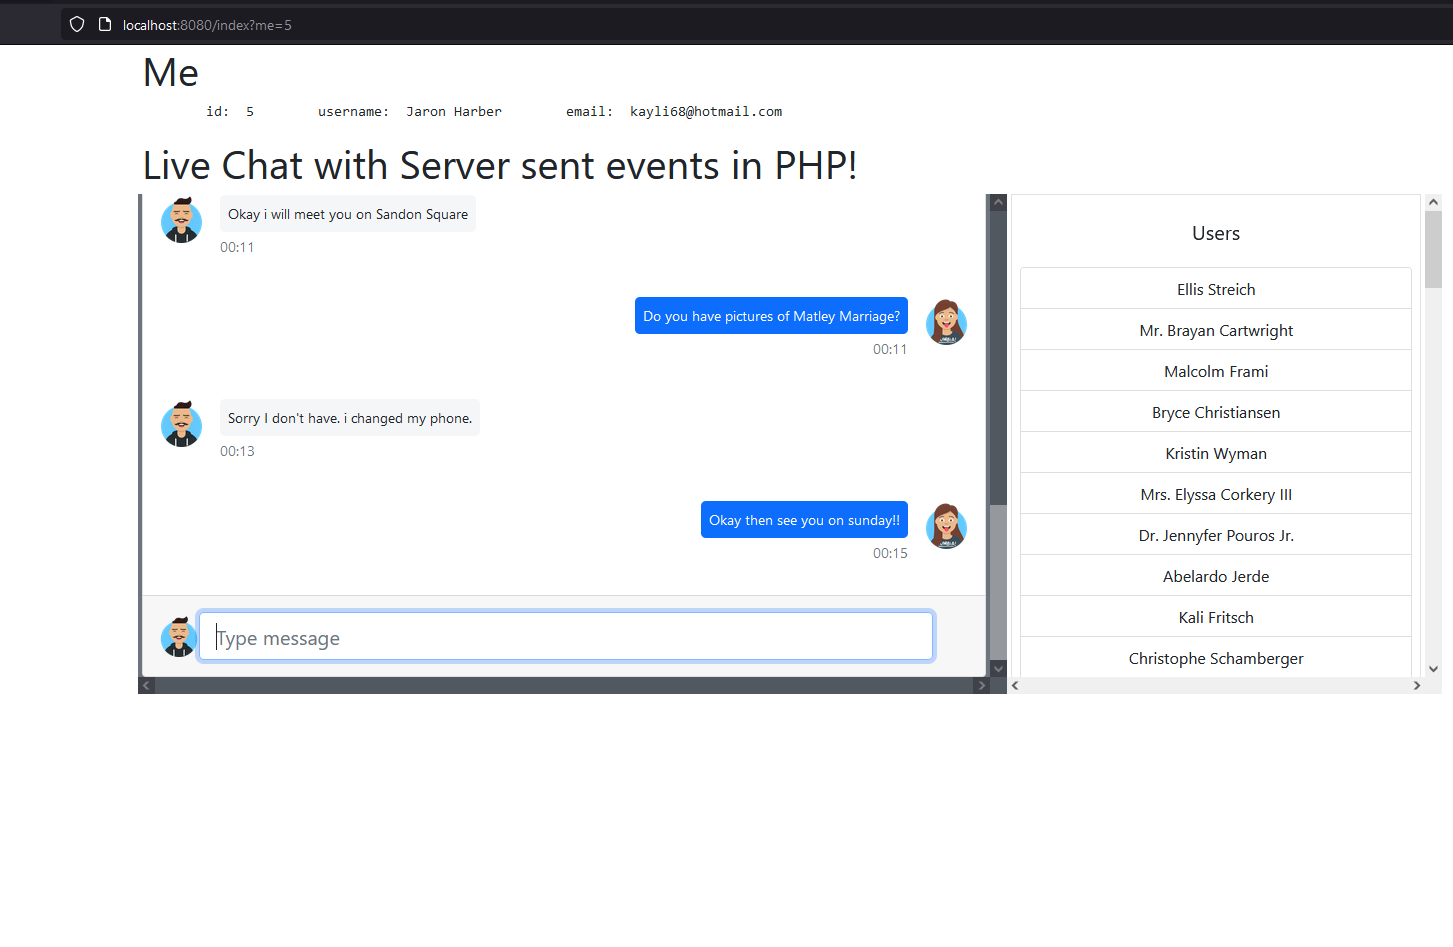 localhost:8080/index?me=5
Me
id: 5 username: Jaron Harber email: kayli68@hotmail.com
Live Chat with Server sent events in PHP!
Okay i will meet you on Sandon Square
00:11
Do you have pictures of Matley Marriage?
00:11
Sorry I don't have. i changed my phone.
00:13
Okay then see you on sunday!!
00:15
Type message
Users
Ellis Streich
Mr. Brayan Cartwright
Malcolm Frami
Bryce Christiansen
Kristin Wyman
Mrs. Elyssa Corkery III
Dr. Jennyfer Pouros Jr.
Abelardo Jerde
Kali Fritsch
Christophe Schamberger